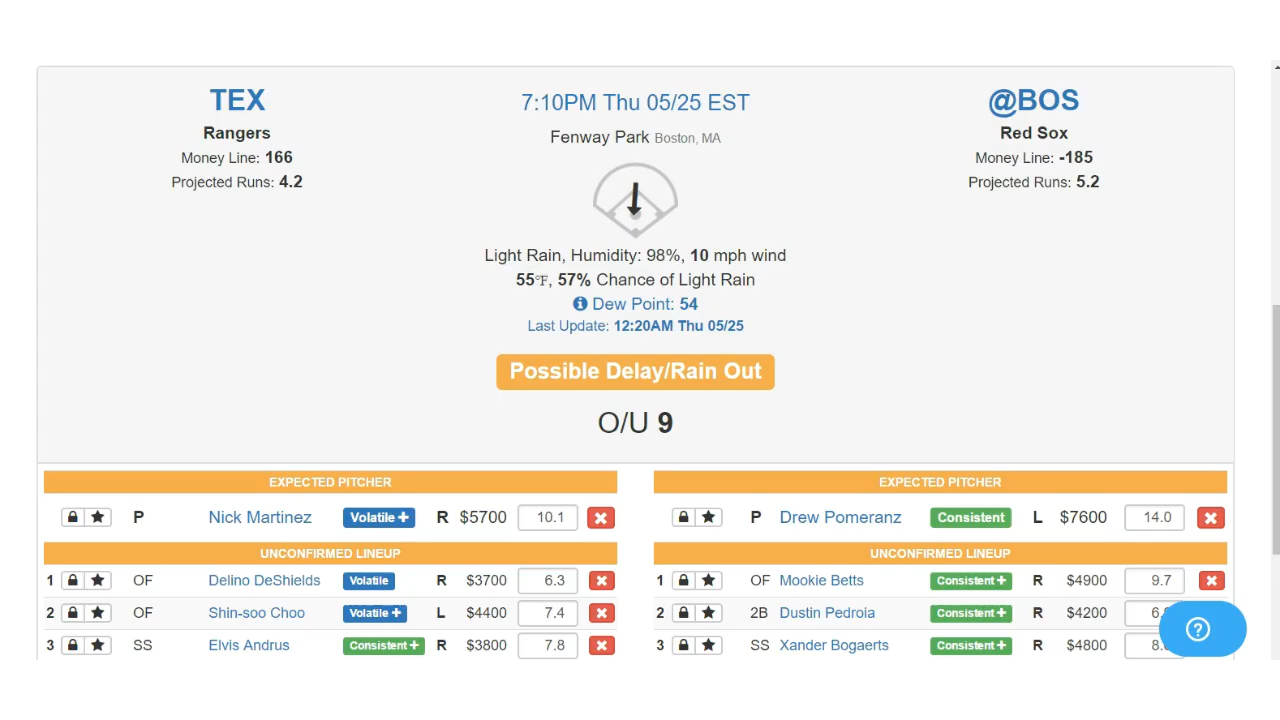 TEX
Rangers
Money Line: 166
Projected Runs: 4.2
7:10PM Thu 05/25 EST
Fenway Park Boston, MA
Light Rain, Humidity: 98%, 10 mph wind
55°F, 57% Chance of Light Rain
Dew Point: 54
Last Update: 12:20AM Thu 05/25
Possible Delay/Rain Out
O/U 9
@BOS
Red Sox
Money Line: -185
Projected Runs: 5.2
EXPECTED PITCHER
P Nick Martinez Volatile + R $5700 10.1
UNCONFIRMED LINEUP
1 OF Delino DeShields Volatile R $3700 6.3
2 OF Shin-soo Choo Volatile + L $4400 7.4
3 SS Elvis Andrus Consistent + R $3800 7.8
EXPECTED PITCHER
P Drew Pomeranz Consistent L $7600 14.0
UNCONFIRMED LINEUP
1 OF Mookie Betts Consistent + R $4900 9.7
2 2B Dustin Pedroia Consistent + R $4200
3 SS Xander Bogaerts Consistent + R $4800